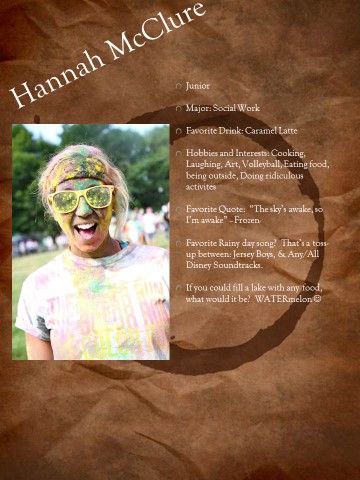 Hannah McClure
Junior
Major: Social Work
Favorite Drink: Caramel Latte
Hobbies and Interests: Cooking,
Laughing, Art, Volleyball, Eating food,
being outside, Doing ridiculous
activites
Favorite Quote: "The sky's awake, so
I'm awake" –Frozen
Favorite Rainy day song? That's a toss
up between: Jersey Boys, & Any/All
Disney Soundtracks.
If you could fill a lake with any food,
what would it be? WATERmelon ☺